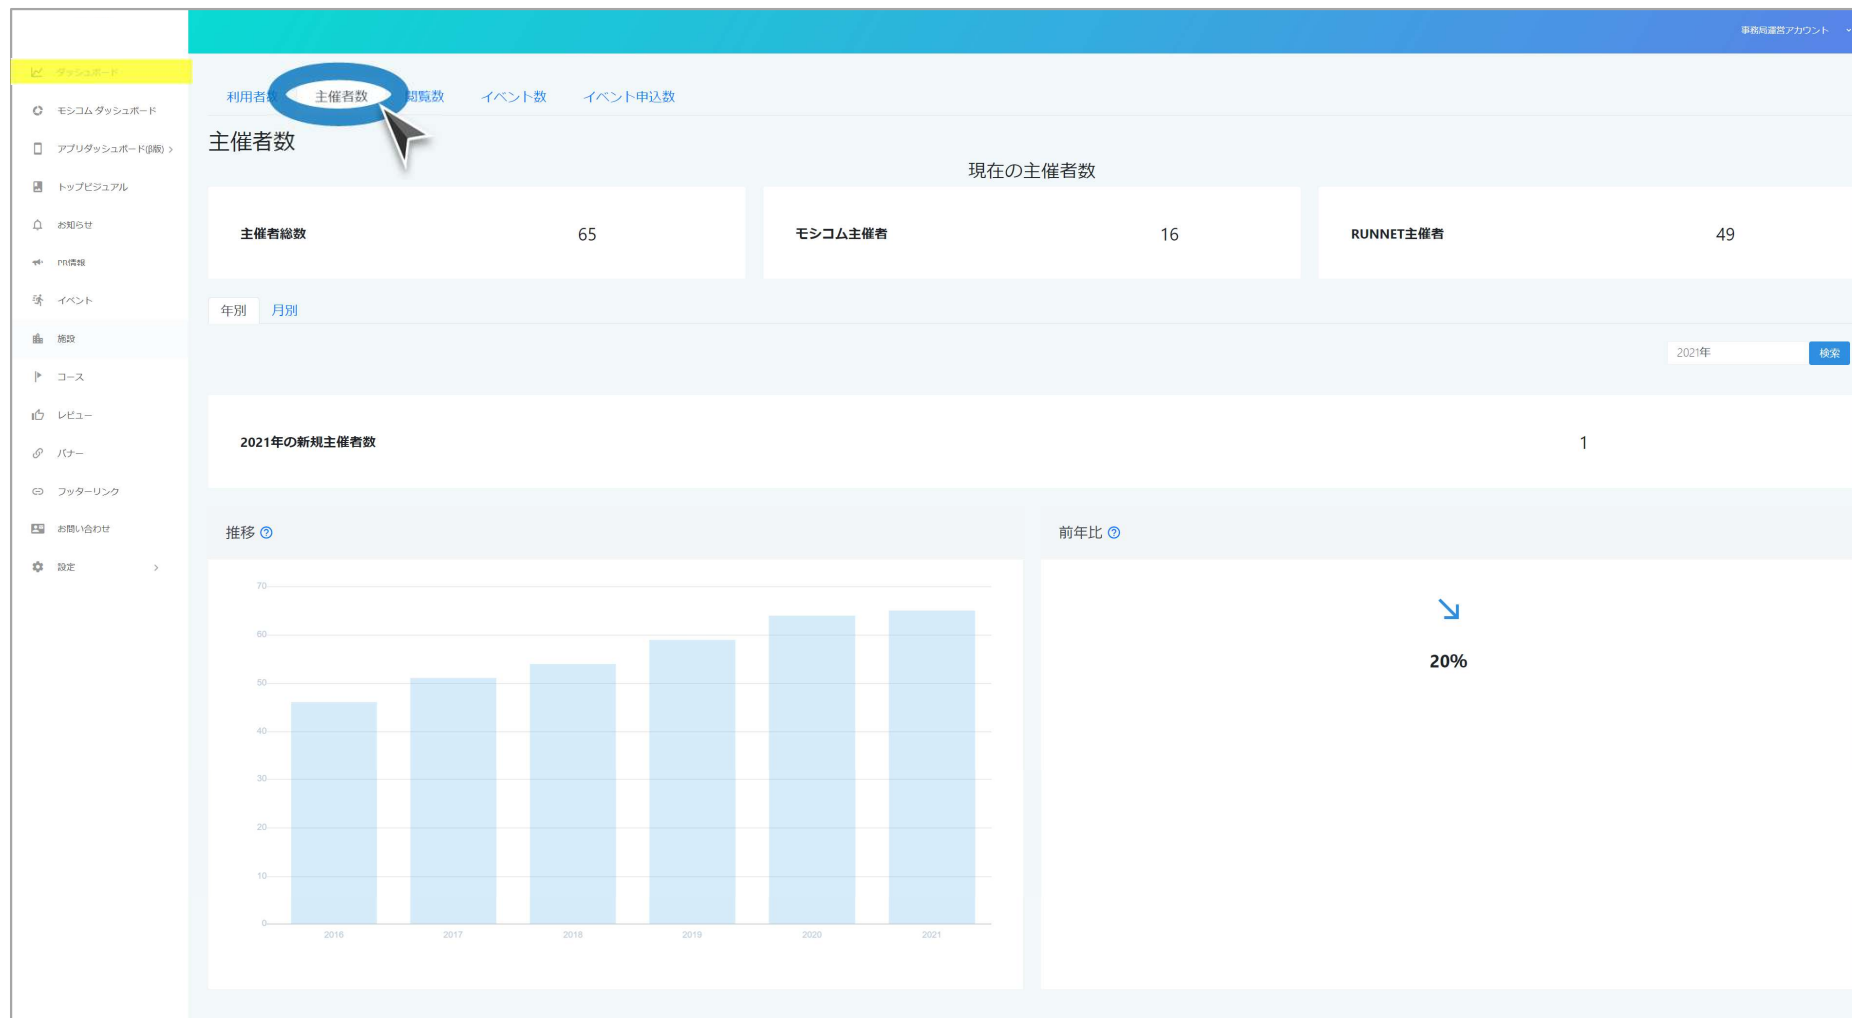 事務局運営アカウント
ダッシュボード
モシコム ダッシュボード
アプリダッシュボード(β版)
トップビジュアル
お知らせ
PR情報
イベント
施設
コース
レビュー
バナー
フッターリンク
お問い合わせ
設定
利用者数 主催者数 閲覧数 イベント数 イベント申込数
主催者数
現在の主催者数
主催者総数 65
モシコム主催者 16
RUNNET主催者 49
年別 月別
2021年 検索
2021年の新規主催者数 1
推移
70
60
50
40
30
20
10
0
2016 2017 2018 2019 2020 2021
前年比
20%